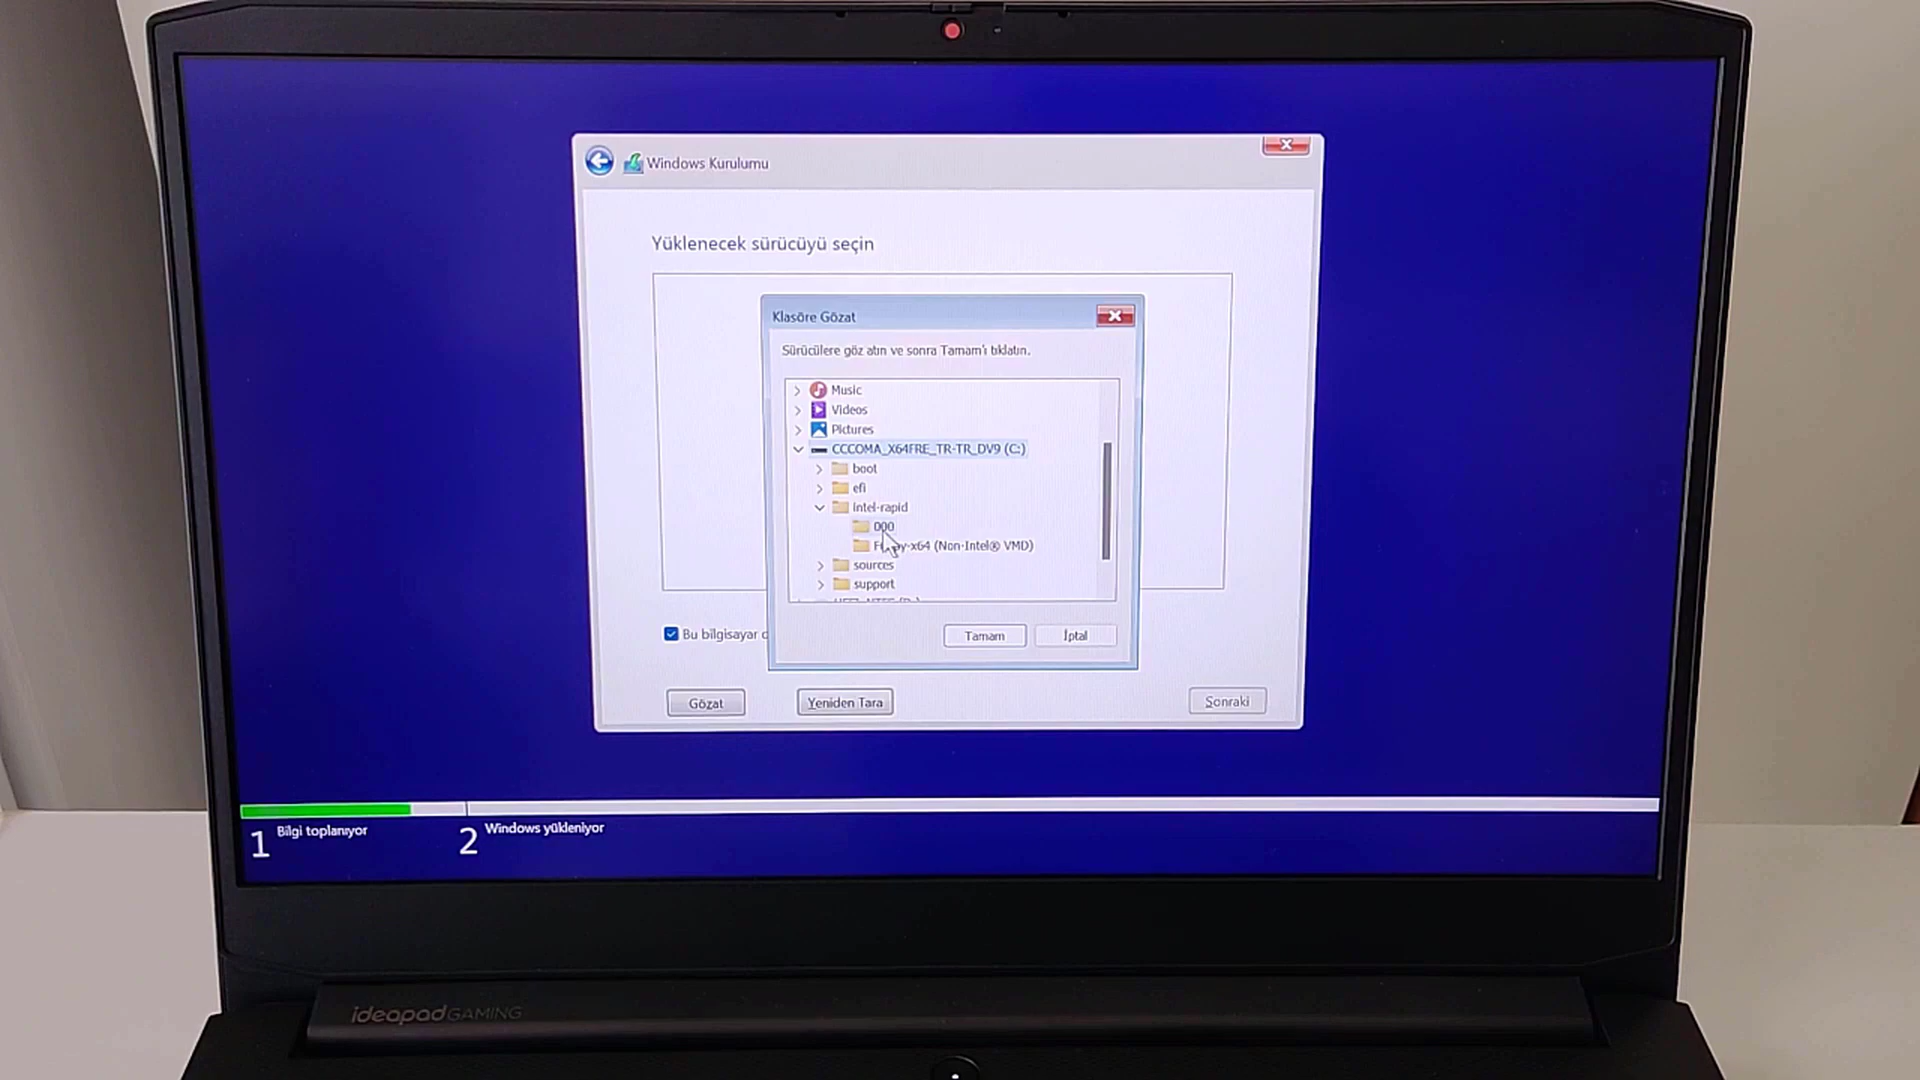 Windows Kurulumu
Yüklenecek sürücüyü seçin
Klasöre Gözat
Sürücülere göz atın ve sonra Tamam'ı tıklatın.
Music
Videos
Pictures
CCCOMA_X64FRE_TR-TR_DV9 (C:)
boot
efi
intel-rapid
000
(Non-Intel® VMD)
sources
support
Tamam
İptal
Bu bilgisayar
Gözat
Yeniden Tara
Sonraki
1 Bilgi toplanıyor
2 Windows yükleniyor
ideapad GAMING